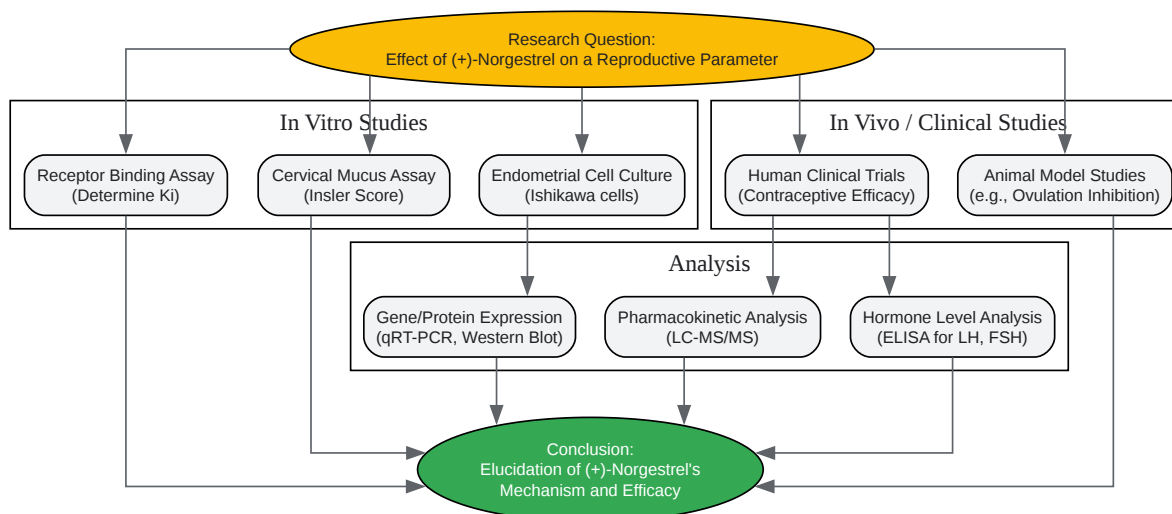 Research Question:
Effect of (+)-Norgestrel on a Reproductive Parameter
In Vitro Studies
In Vivo / Clinical Studies
Receptor Binding Assay
(Determine Ki)
Cervical Mucus Assay
(Insler Score)
Endometrial Cell Culture
(Ishikawa cells)
Human Clinical Trials
(Contraceptive Efficacy)
Animal Model Studies
(e.g., Ovulation Inhibition)
Analysis
Gene/Protein Expression
(qRT-PCR, Western Blot)
Pharmacokinetic Analysis
(LC-MS/MS)
Hormone Level Analysis
(ELISA for LH, FSH)
Conclusion:
Elucidation of (+)-Norgestrel's
Mechanism and Efficacy